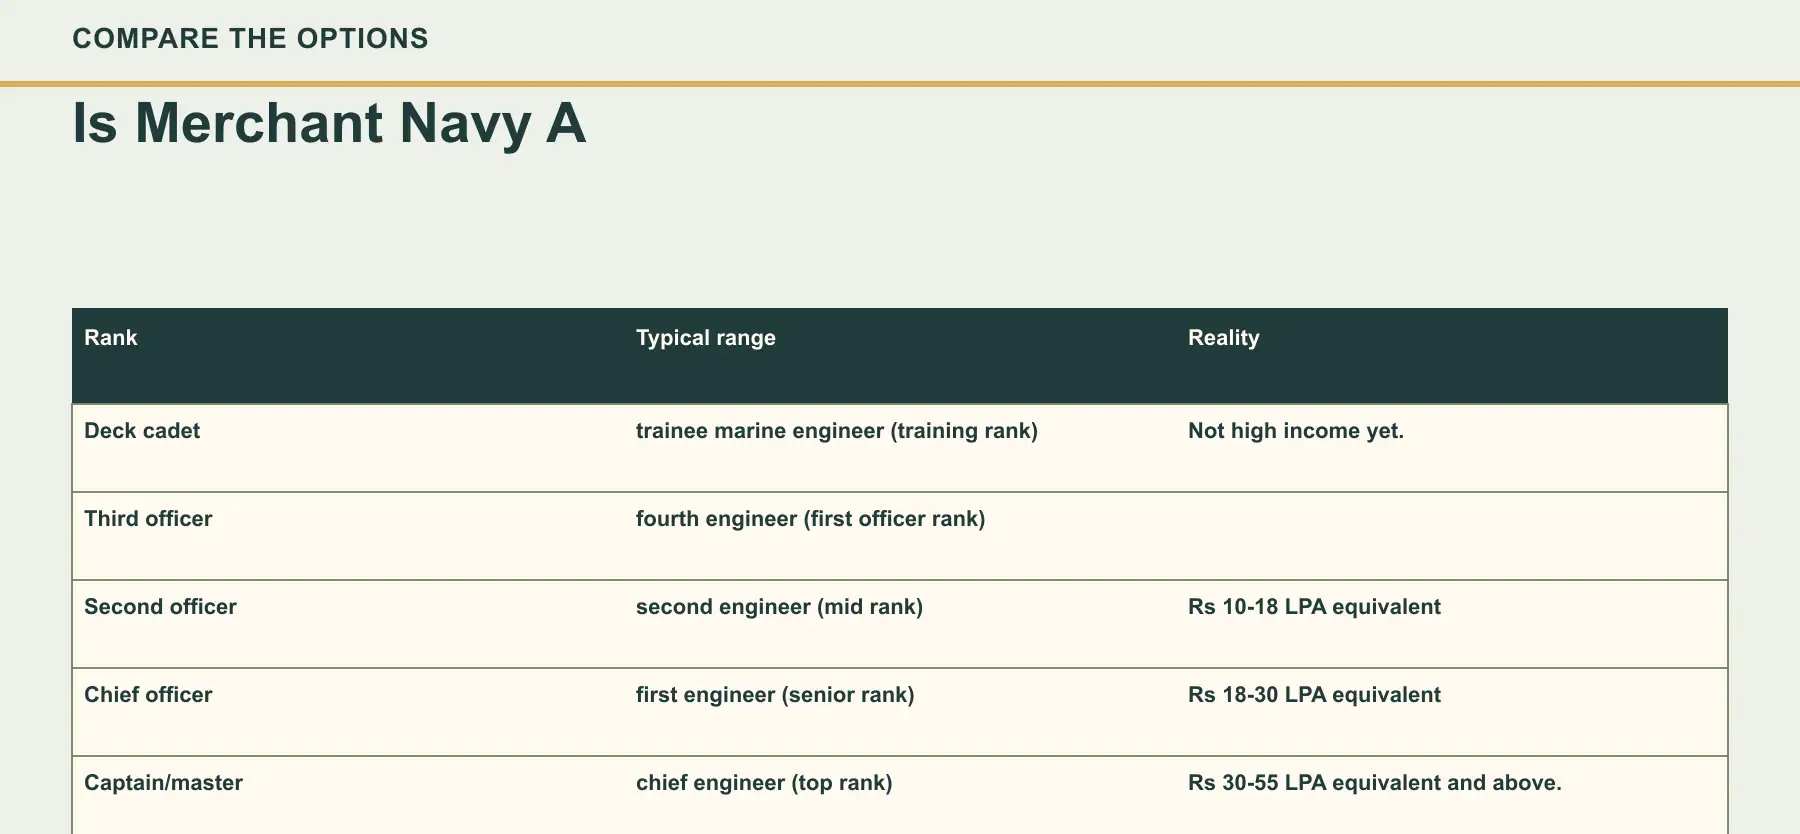 COMPARE THE OPTIONS
Is Merchant Navy A
Rank Typical range Reality
Deck cadet trainee marine engineer (training rank) Not high income yet.
Third officer fourth engineer (first officer rank)
Second officer second engineer (mid rank) Rs 10-18 LPA equivalent
Chief officer first engineer (senior rank) Rs 18-30 LPA equivalent
Captain/master chief engineer (top rank) Rs 30-55 LPA equivalent and above.